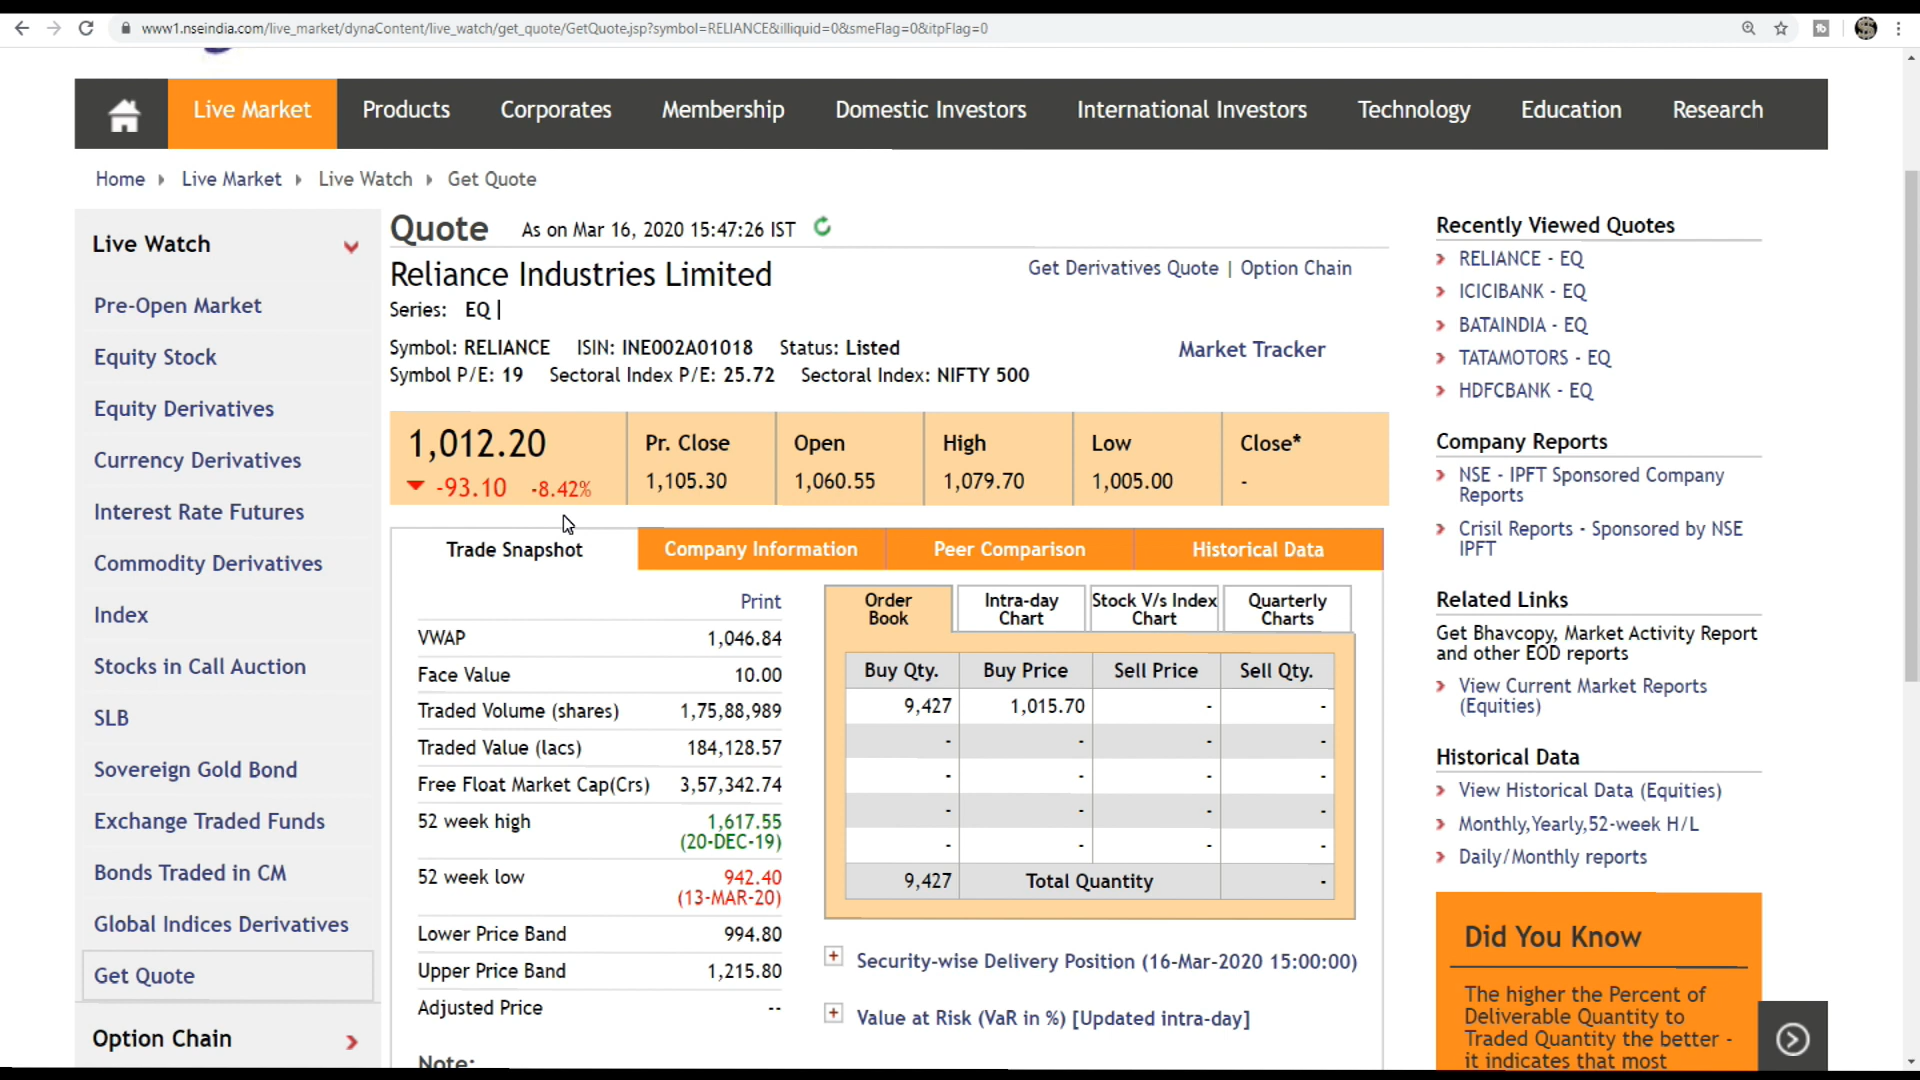 www1.nseindia.com/live_market/dynaContent/live_watch/get_quote/GetQuote.jsp?symbol=RELIANCE&illiquid=0&smeFlag=0&itpFlag=0
Live Market Products Corporates Membership Domestic Investors International Investors Technology Education Research
Home Live Market Live Watch Get Quote
Live Watch
Pre-Open Market
Equity Stock
Equity Derivatives
Currency Derivatives
Interest Rate Futures
Commodity Derivatives
Index
Stocks in Call Auction
SLB
Sovereign Gold Bond
Exchange Traded Funds
Bonds Traded in CM
Global Indices Derivatives
Get Quote
Option Chain
Quote As on Mar 16, 2020 15:47:26 IST
Reliance Industries Limited
Get Derivatives Quote | Option Chain
Series: EQ |
Symbol: RELIANCE ISIN: INE002A01018 Status: Listed
Market Tracker
Symbol P/E: 19 Sectoral Index P/E: 25.72 Sectoral Index: NIFTY 500
1,012.20 Pr. Close Open High Low Close*
-93.10 -8.42% 1,105.30 1,060.55 1,079.70 1,005.00 -
Trade Snapshot Company Information Peer Comparison Historical Data
Print
VWAP 1,046.84
Face Value 10.00
Traded Volume (shares) 1,75,88,989
Traded Value (lacs) 184,128.57
Free Float Market Cap(Crs) 3,57,342.74
52 week high 1,617.55
(20-DEC-19)
52 week low 942.40
(13-MAR-20)
Lower Price Band 994.80
Upper Price Band 1,215.80
Adjusted Price --
Note:
Order Book
Intra-day Chart
Stock V/s Index Chart
Quarterly Charts
Buy Qty. Buy Price Sell Price Sell Qty.
9,427 1,015.70 - -
- - - -
- - - -
- - - -
- - - -
9,427 Total Quantity -
+ Security-wise Delivery Position (16-Mar-2020 15:00:00)
+ Value at Risk (VaR in %) [Updated intra-day]
Recently Viewed Quotes
RELIANCE - EQ
ICICIBANK - EQ
BATAINDIA - EQ
TATAMOTORS - EQ
HDFCBANK - EQ
Company Reports
NSE - IPFT Sponsored Company
Reports
Crisil Reports - Sponsored by NSE
IPFT
Related Links
Get Bhavcopy, Market Activity Report
and other EOD reports
View Current Market Reports
(Equities)
Historical Data
View Historical Data (Equities)
Monthly,Yearly,52-week H/L
Daily/Monthly reports
Did You Know
The higher the Percent of
Deliverable Quantity to
Traded Quantity the better -
it indicates that most